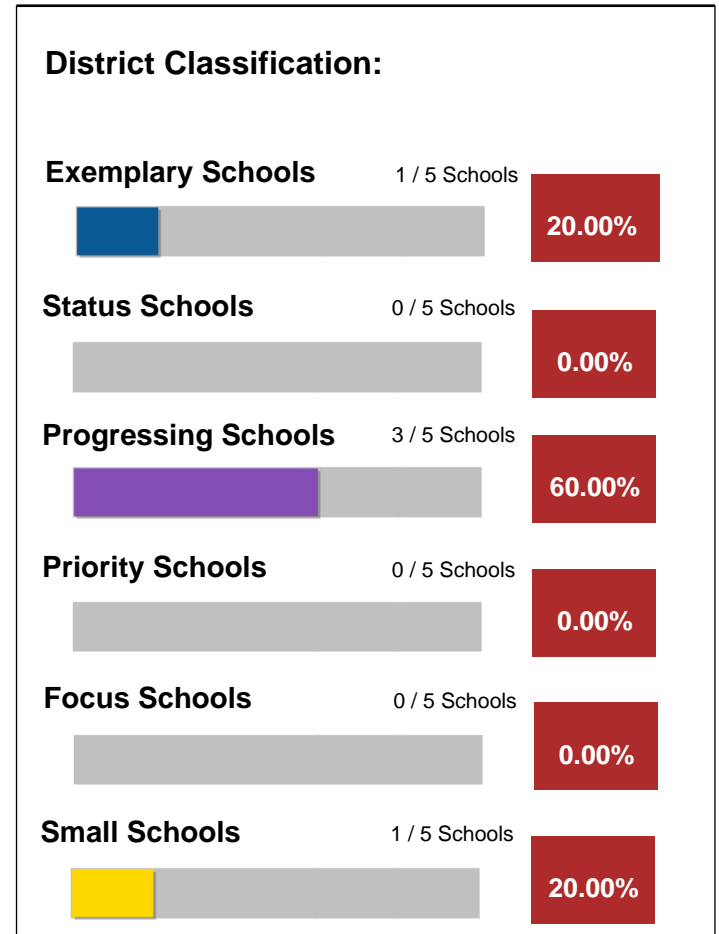 District Classification:
Exemplary Schools 1 / 5 Schools
20.00%
Status Schools 0 / 5 Schools
0.00%
Progressing Schools 3 / 5 Schools
60.00%
Priority Schools 0 / 5 Schools
0.00%
Focus Schools 0 / 5 Schools
0.00%
Small Schools 1 / 5 Schools
20.00%